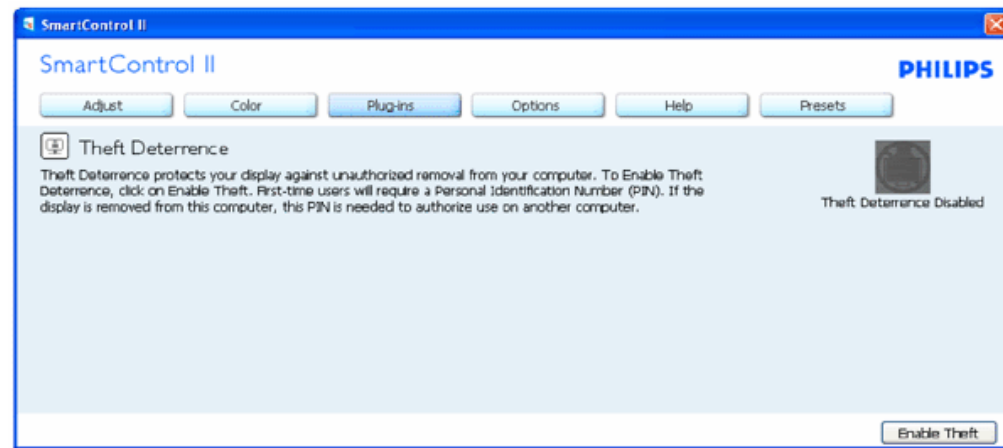 SmartControl II
SmartControl II
PHILIPS
Adjust Color Plug-ins Options Help Presets
Theft Deterrence
Theft Deterrence protects your display against unauthorized removal from your computer. To Enable Theft
Deterrence, click on Enable Theft. First-time users will require a Personal Identification Number (PIN). If the
display is removed from this computer, this PIN is needed to authorize use on another computer.
Theft Deterrence Disabled
Enable Theft